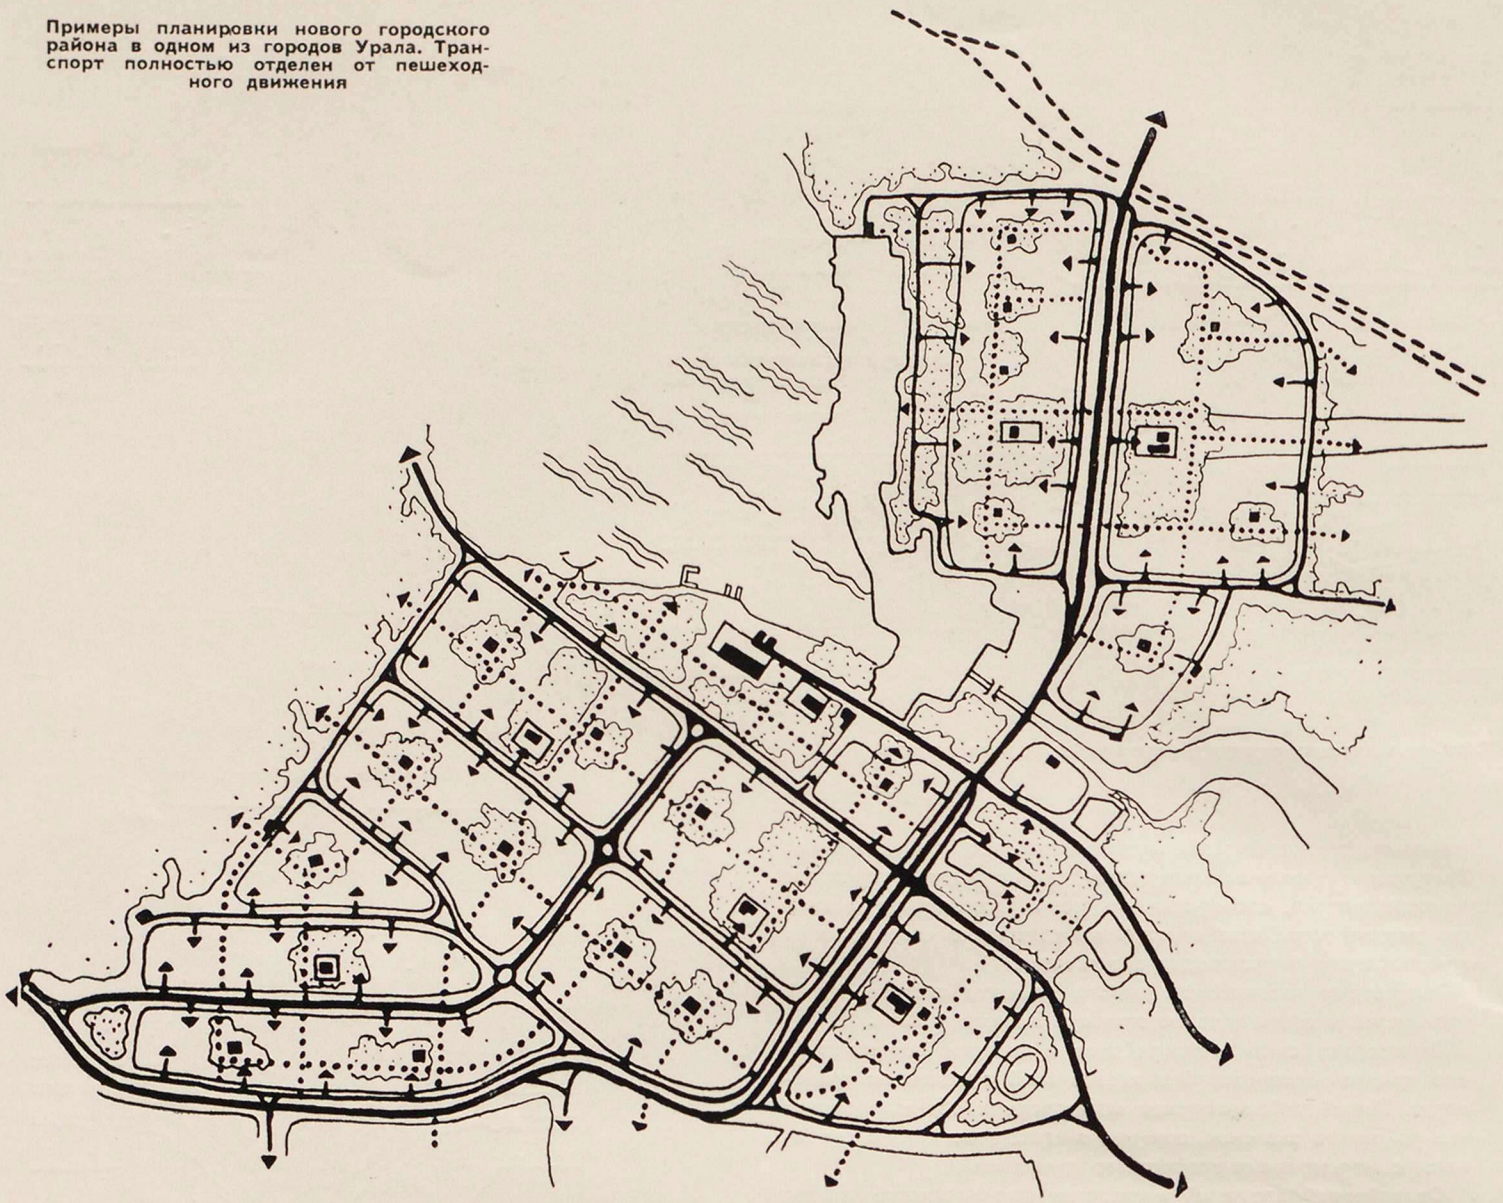 Примеры планировки нового городского
района в одном из городов Урала. Тран-
спорт полностью отделен от пешеход-
ного движения